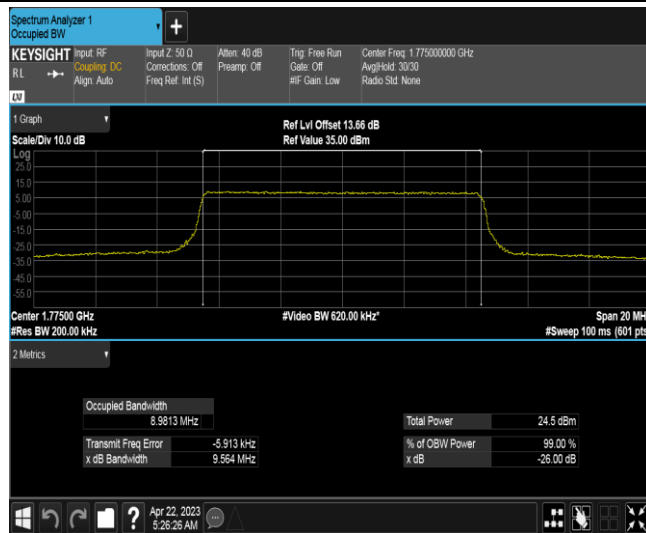 Spectrum Analyzer 1
Occupied BW
+
KEYSIGHT Input: RF Input Z: 50 Ω Atten: 40 dB Trig: Free Run Center Freq: 1.775000000 GHz
RL Coupling: DC Corrections: Off Preamp: Off Gate: Off Avg|Hold: 30/30
Align: Auto Freq Ref: Int (S) #IF Gain: Low Radio Std: None
1 Graph
Scale/Div 10.0 dB Ref Lvl Offset 13.66 dB
Ref Value 35.00 dBm
Log
25.0
15.0
5.00
-5.00
-15.0
-25.0
-35.0
-45.0
-55.0
Center 1.77500 GHz #Video BW 620.00 kHz* Span 20 MH
#Res BW 200.00 kHz #Sweep 100 ms (601 pts
2 Metrics
Occupied Bandwidth
8.9813 MHz Total Power 24.5 dBm
Transmit Freq Error -5.913 kHz % of OBW Power 99.00 %
x dB Bandwidth 9.564 MHz x dB -26.00 dB
? Apr 22, 2023
5:26:26 AM